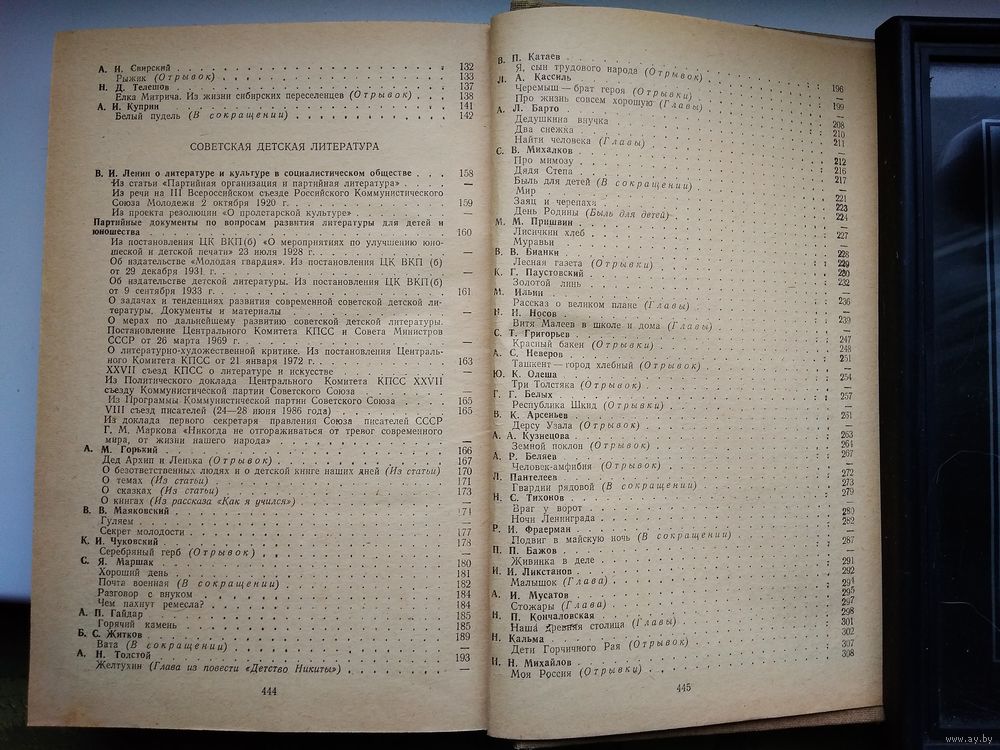 А. И. Свирский . . . 132
Рыжик (Отрывок) . . . 133
Н. Д. Телешов . . . 137
Елка Митрича. Из жизни сибирских переселенцев (Отрывок) . . . 138
А. И. Куприн . . . 141
Белый пудель (В сокращении) . . . 142
СОВЕТСКАЯ ДЕТСКАЯ ЛИТЕРАТУРА
В. И. Ленин о литературе и культуре в социалистическом обществе . . . 158
Из статьи «Партийная организация и партийная литература» . . —
Из речи на III Всероссийском съезде Российского Коммунистического
Союза Молодежи 2 октября 1920 г. . . . 159
Из проекта резолюции «О пролетарской культуре» . . . —
Партийные документы по вопросам развития литературы для детей и
юношества . . . 160
Из постановления ЦК ВКП(б) «О мероприятиях по улучшению юно-
шеской и детской печати» 23 июля 1928 г. . . . —
Об издательстве «Молодая гвардия». Из постановления ЦК ВКП (б)
от 29 декабря 1931 г. . . . —
Об издательстве детской литературы. Из постановления ЦК ВКП(б)
от 9 сентября 1933 г. . . . 161
О задачах и тенденциях развития современной советской детской ли-
тературы. Документы и материалы . . . —
О мерах по дальнейшему развитию советской детской литературы.
Постановление Центрального Комитета КПСС и Совета Министров
СССР от 26 марта 1969 г. . . . —
О литературно-художественной критике. Из постановления Централь-
ного Комитета КПСС от 21 января 1972 г. . . . 163
XXVII съезд КПСС о литературе и искусстве . . . —
Из Политического доклада Центрального Комитета КПСС XXVII
съезду Коммунистической партии Советского Союза . . . —
Из Программы Коммунистической партии Советского Союза . . . 165
VIII съезд писателей (24—28 июня 1986 года) . . . 165
Из доклада первого секретаря правления Союза писателей СССР
Г. М. Маркова «Никогда не отгораживаться от тревог современного
мира, от жизни нашего народа» . . . —
А. М. Горький . . . 166
Дед Архип и Ленька (Отрывок) . . . 167
О безответственных людях и о детской книге наших дней (Из статьи) 170
О темах (Из статьи) . . . 171
О сказках (Из статьи) . . . 173
О книгах (Из рассказа «Как я учился») . . . —
В. В. Маяковский . . . 171
Гуляем . . . —
Секрет молодости . . . 177
К. И. Чуковский . . . 173
Серебряный герб (Отрывок) . . . —
С. Я. Маршак . . . 180
Хороший день . . . 181
Почта военная (В сокращении) . . . 182
Разговор с внуком . . . 184
Чем пахнут ремесла? . . . 184
А. П. Гайдар . . . 185
Горячий камень . . . 185
Б. С. Житков . . . 189
Вата (В сокращении) . . . —
А. Н. Толстой . . . 193
Желтухин (Глава из повести «Детство Никиты») . . . —
444
В. П. Катаев
Я, сын трудового народа (Отрывок) . . . 196
Л. А. Кассиль . . . —
Черемыш — брат героя (Отрывки) . . . 199
Про жизнь совсем хорошую (Главы) . . . —
А. Л. Барто . . . 208
Дедушкина внучка . . . 210
Два снежка . . . 211
Найти человека (Главы) . . . —
С. В. Михалков . . . 212
Про мимозу . . . 216
Дядя Степа . . . 217
Быль для детей (В сокращении) . . . —
Мир . . . 221
Заяц и черепаха . . . 223
День Родины (Быль для детей) . . . 224
М. М. Пришвин . . . —
Лисичкин хлеб . . . 227
Муравьи . . . —
В. В. Бианки . . . 228
Лесная газета (Отрывки) . . . 229
К. Г. Паустовский . . . 230
Золотой линь . . . 232
М. Ильин . . . —
Рассказ о великом плане (Главы) . . . 236
Н. Н. Носов . . . —
Витя Малеев в школе и дома (Главы) . . . 239
С. Т. Григорьев . . . —
Красный бакен (Отрывки) . . . 247
А. С. Неверов . . . 248
Ташкент — город хлебный (Отрывок) . . . 251
Ю. К. Олеша . . . —
Три Толстяка (Отрывок) . . . 254
Г. Г. Белых . . . —
Республика Шкид (Отрывки) . . . 257
В. К. Арсеньев . . . —
Дерсу Узала (Отрывок) . . . 261
А. А. Кузнецова . . . 263
Земной поклон (Отрывок) . . . 264
А. Р. Беляев . . . 267
Человек-амфибия (Отрывок) . . . —
Л. Пантелеев . . . 272
Гвардии рядовой (В сокращении) . . . 273
Н. С. Тихонов . . . 279
Враг у ворот . . . —
Ночи Ленинграда . . . 280
Р. И. Фраерман . . . 282
Подвиг в майскую ночь (В сокращении) . . . —
П. П. Бажов . . . 287
Живинка в деле . . . —
И. И. Ликстанов . . . 291
Малышок (Глава) . . . 292
А. И. Мусатов . . . 294
Стожары (Глава) . . . 295
Н. П. Кончаловская . . . 297
Наша древняя столица (Главы) . . . 298
Н. Кальма . . . 301
Дети Горчичного Рая (Отрывок) . . . 302
Н. Н. Михайлов . . . 307
Моя Россия (Отрывки) . . . 308
445
www.ay.by